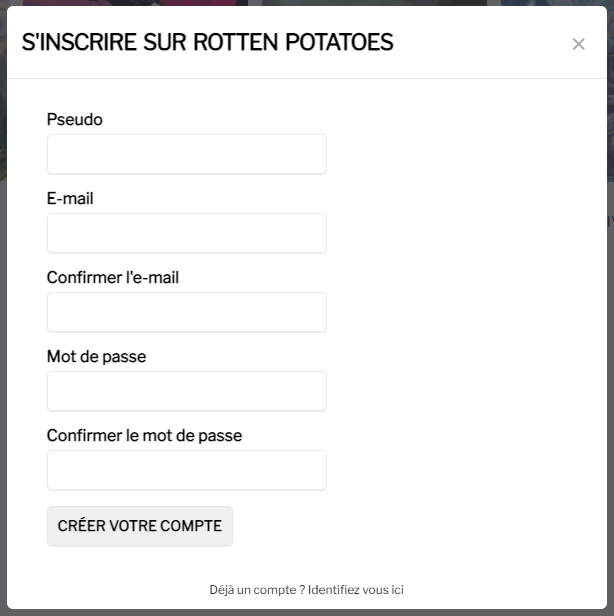 S'INSCRIRE SUR ROTTEN POTATOES
Pseudo
E-mail
Confirmer l'e-mail
Mot de passe
Confirmer le mot de passe
CRÉER VOTRE COMPTE
Déjà un compte ? Identifiez vous ici